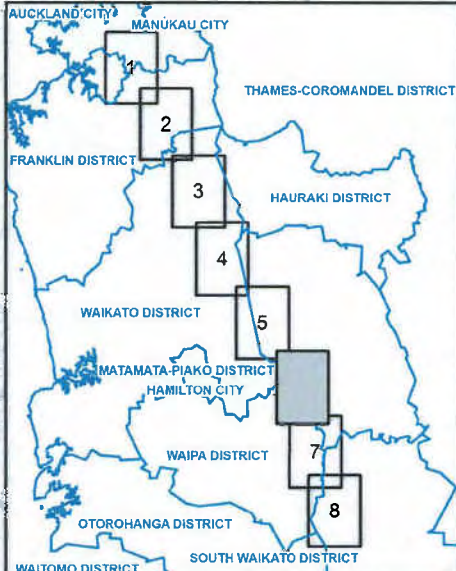 AUCKLAND CITY
MANUKAU CITY
1
THAMES-COROMANDEL DISTRICT
2
FRANKLIN DISTRICT
3
HAURAKI DISTRICT
4
WAIKATO DISTRICT
5
MATAMATA-PIAKO DISTRICT
HAMILTON CITY
WAIPA DISTRICT
7
8
OTOROHANGA DISTRICT
SOUTH WAIKATO DISTRICT
WAITOMO DISTRICT